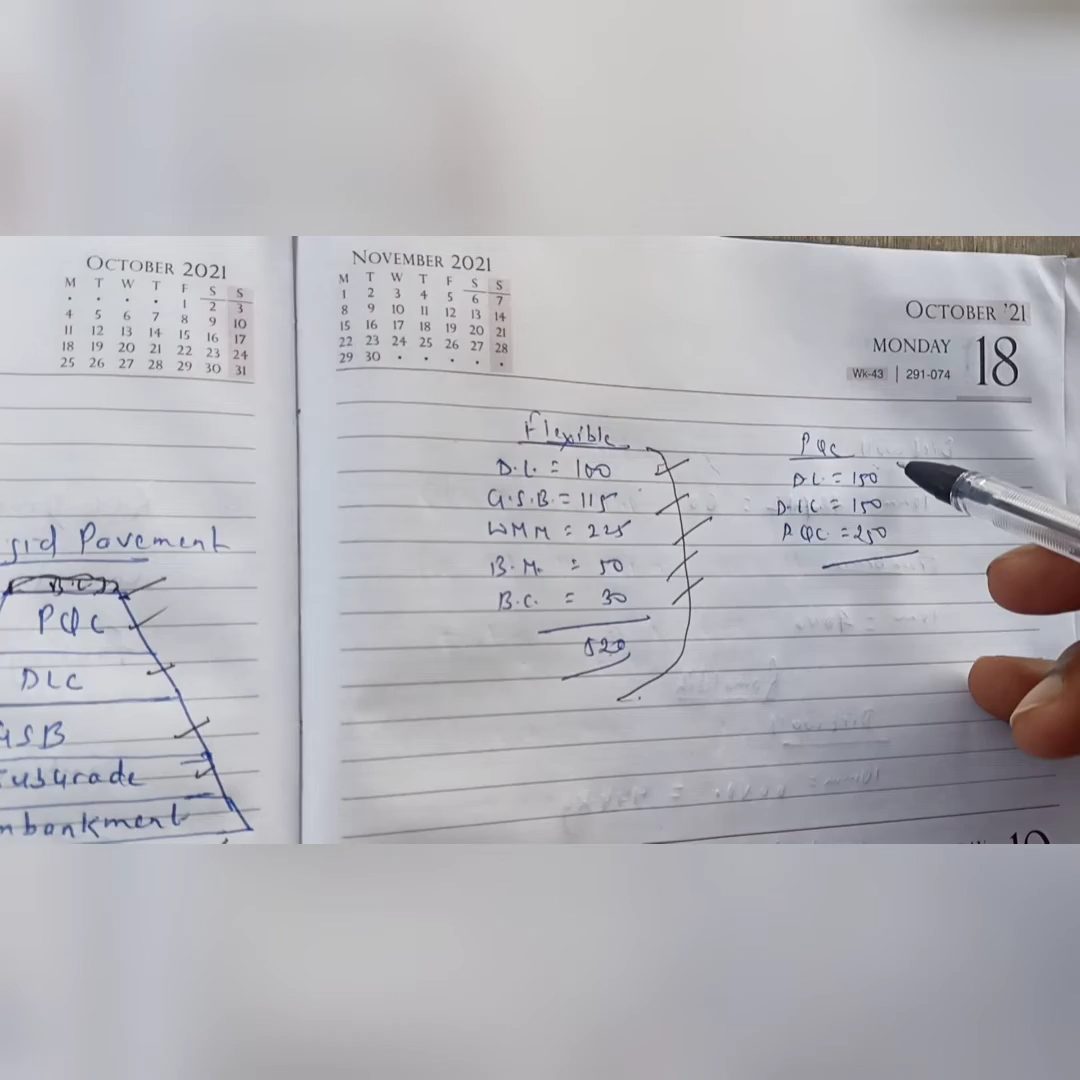 OCTOBER 2021
M T W T F S S
• • • • 1 2 3
4 5 6 7 8 9 10
11 12 13 14 15 16 17
18 19 20 21 22 23 24
25 26 27 28 29 30 31
gid Pavement
B.C.
PQC
DLC
GSB
Subgrade
mbankment
NOVEMBER 2021
M T W T F S S
1 2 3 4 5 6 7
8 9 10 11 12 13 14
15 16 17 18 19 20 21
22 23 24 25 26 27 28
29 30 • • • • •
OCTOBER '21
MONDAY 18
Wk-43 | 291-074
Flexible
D.L. = 100
G.S.B. = 115
WMM = 225
B.M. = 50
B.C. = 30
520
PQC
D.L. = 150
D.L.C. = 150
PQC = 250